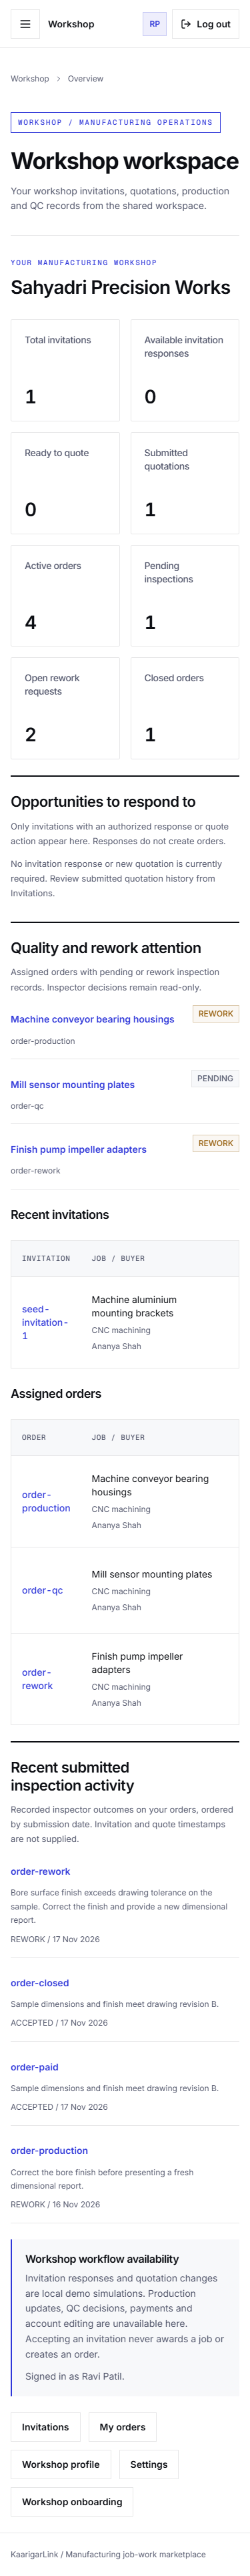 Workshop
RP
Log out
Workshop > Overview
WORKSHOP / MANUFACTURING OPERATIONS
Workshop workspace
Your workshop invitations, quotations, production
and QC records from the shared workspace.
YOUR MANUFACTURING WORKSHOP
Sahyadri Precision Works
Total invitations
1
Available invitation
responses
0
Ready to quote
0
Submitted
quotations
1
Active orders
4
Pending
inspections
1
Open rework
requests
2
Closed orders
1
Opportunities to respond to
Only invitations with an authorized response or quote
action appear here. Responses do not create orders.
No invitation response or new quotation is currently
required. Review submitted quotation history from
Invitations.
Quality and rework attention
Assigned orders with pending or rework inspection
records. Inspector decisions remain read-only.
Machine conveyor bearing housings
REWORK
order-production
Mill sensor mounting plates
PENDING
order-qc
Finish pump impeller adapters
REWORK
order-rework
Recent invitations
INVITATION
JOB / BUYER
seed-
invitation-
1
Machine aluminium
mounting brackets
CNC machining
Ananya Shah
Assigned orders
ORDER
JOB / BUYER
order-
production
Machine conveyor bearing
housings
CNC machining
Ananya Shah
order-qc
Mill sensor mounting plates
CNC machining
Ananya Shah
order-
rework
Finish pump impeller
adapters
CNC machining
Ananya Shah
Recent submitted
inspection activity
Recorded inspector outcomes on your orders, ordered
by submission date. Invitation and quote timestamps
are not supplied.
order-rework
Bore surface finish exceeds drawing tolerance on the
sample. Correct the finish and provide a new dimensional
report.
REWORK / 17 Nov 2026
order-closed
Sample dimensions and finish meet drawing revision B.
ACCEPTED / 17 Nov 2026
order-paid
Sample dimensions and finish meet drawing revision B.
ACCEPTED / 17 Nov 2026
order-production
Correct the bore finish before presenting a fresh
dimensional report.
REWORK / 16 Nov 2026
Workshop workflow availability
Invitation responses and quotation changes
are local demo simulations. Production
updates, QC decisions, payments and
account editing are unavailable here.
Accepting an invitation never awards a job or
creates an order.
Signed in as Ravi Patil.
Invitations
My orders
Workshop profile
Settings
Workshop onboarding
KaarigarLink / Manufacturing job-work marketplace